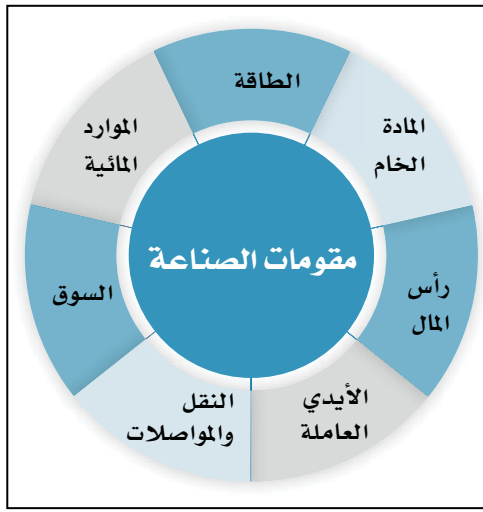 مقومات الصناعة
الطاقة
المادة
الخام
رأس
المال
الأيدي
العاملة
النقل
والمواصلات
السوق
الموارد
المائية